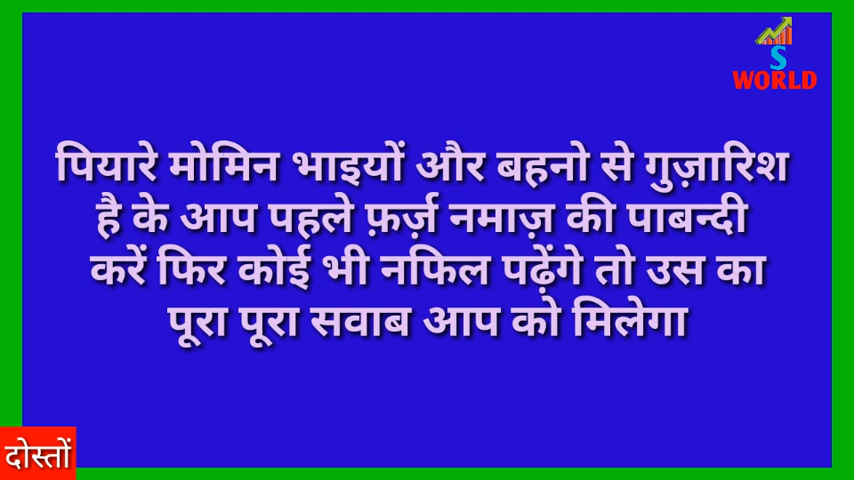 S
WORLD
पियारे मोमिन भाइयों और बहनो से गुज़ारिश
है के आप पहले फ़र्ज़ नमाज़ की पाबन्दी
करें फिर कोई भी नफिल पढ़ेंगे तो उस का
पूरा पूरा सवाब आप को मिलेगा
दोस्तों